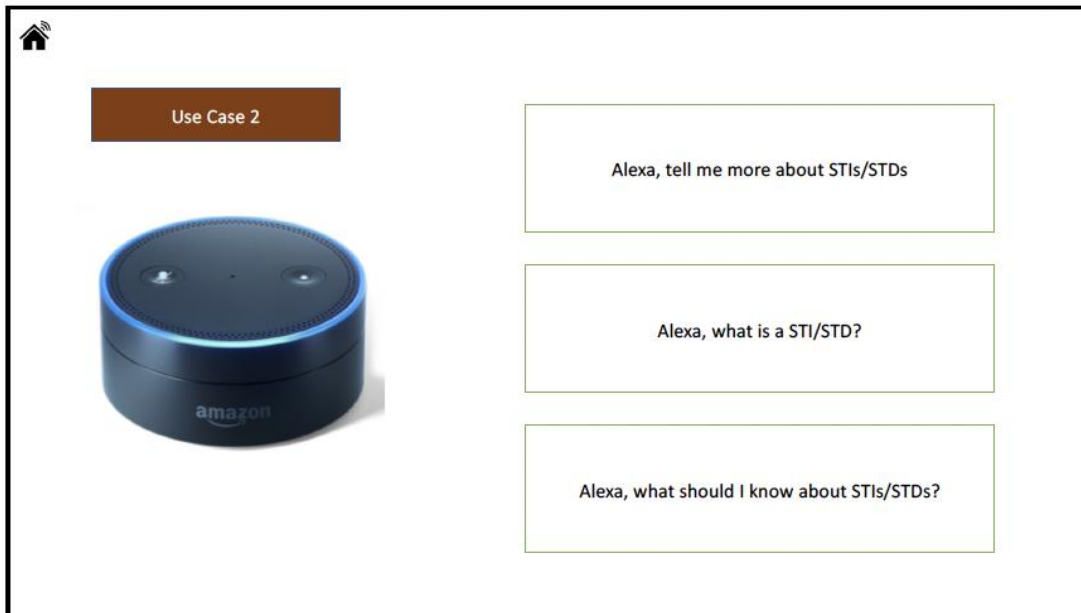 Use Case 2
Alexa, tell me more about STIs/STDs
Alexa, what is a STI/STD?
amazon
Alexa, what should I know about STIs/STDs?